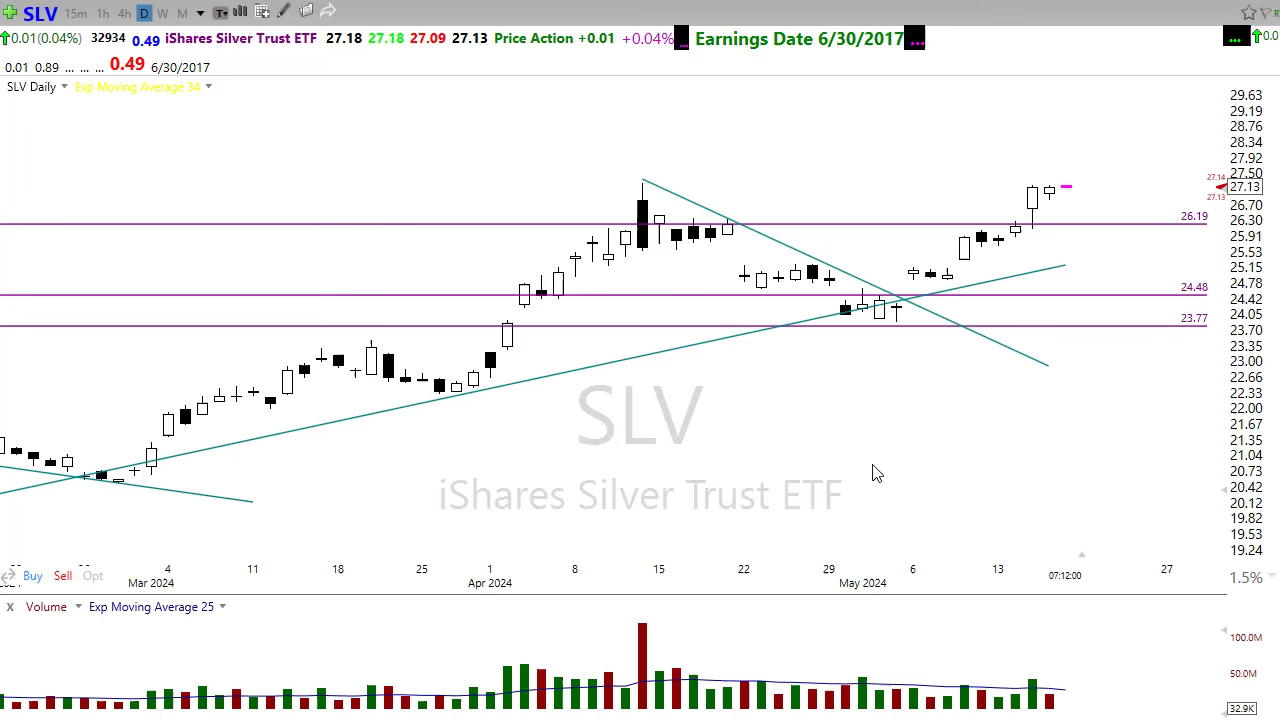 SLV 15m 1h 4h D W M T
0.01(0.04%) 32934 0.49 iShares Silver Trust ETF 27.18 27.18 27.09 27.13 Price Action +0.01 +0.04% ... Earnings Date 6/30/2017 ... ... 0.0
0.01 0.89 ... ... ... 0.49 6/30/2017
SLV Daily Exp Moving Average 34
29.63
29.19
28.76
28.34
27.92
27.50
27.14
27.13
27.13
26.70
26.19
26.30
25.91
25.53
25.15
24.78
24.48
24.42
24.05
23.77
23.70
23.35
23.00
22.66
22.33
22.00
21.67
21.35
21.04
20.73
20.42
20.12
19.82
19.53
19.24
SLV
iShares Silver Trust ETF
4 11 18 25 1 8 15 22 29 6 13 27
Buy Sell Opt
Mar 2024 Apr 2024 May 2024 07:12:00 1.5%
X Volume Exp Moving Average 25
100.0M
50.0M
32.9K